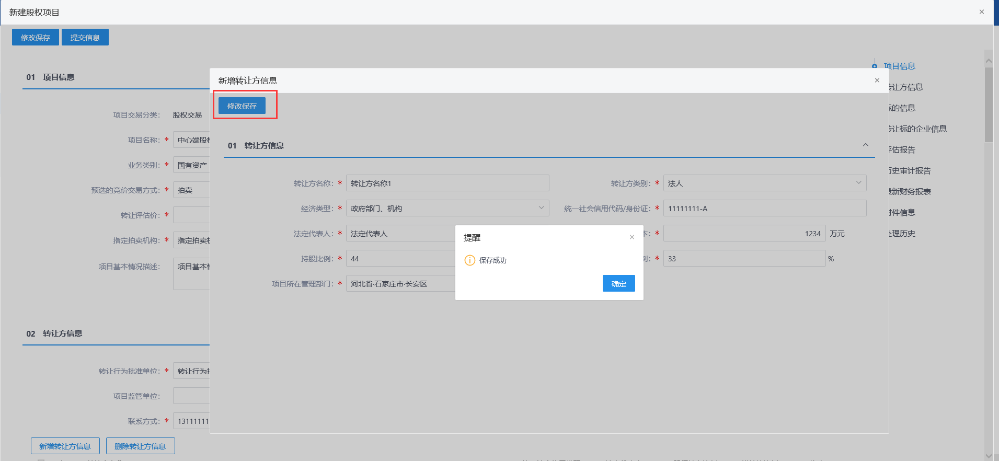 新建股权项目
修改保存 提交信息
01 项目信息
项目交易分类： 股权交易
项目名称：* 中心端股
业务类别：* 国有资产
预选的竞价交易方式：* 拍卖
转让评估价：*
指定拍卖机构：* 指定拍卖
项目基本情况描述： 项目基本
02 转让方信息
转让行为批准单位：* 转让行为
项目监管单位：
联系方式：* 13111111
新增转让方信息 删除转让方信息
新增转让方信息
修改保存
01 转让方信息
转让方名称：* 转让方名称1 转让方类别：* 法人
经济类型：* 政府部门、机构 统一社会信用代码/身份证：* 11111111-A
法定代表人：* 法定代表人 本：* 1234 万元
持股比例：* 44 例：* 33 %
项目所在管理部门：* 河北省·石家庄市·长安区
提醒
保存成功
确定
项目信息
让方信息
的信息
让标的企业信息
估报告
史审计报告
新财务报表
件信息
理历史